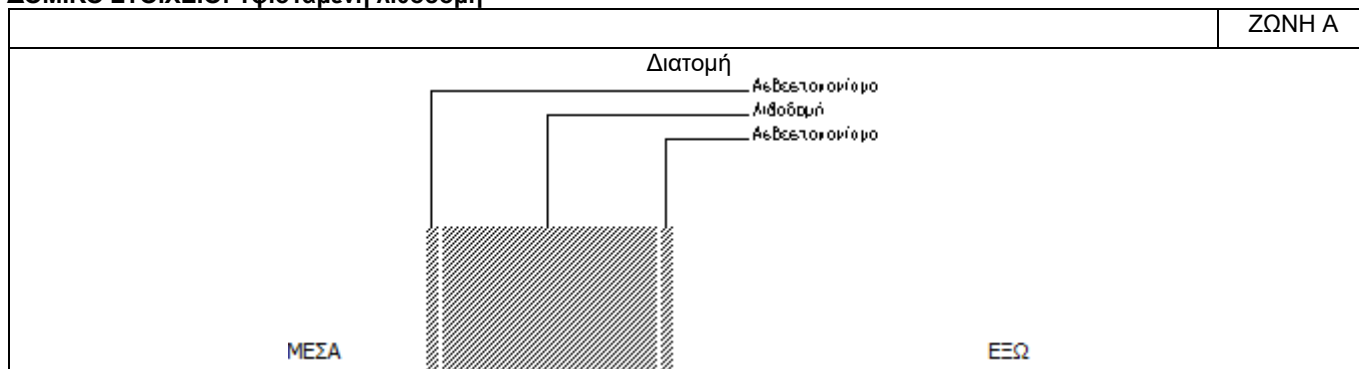 ΔΟΜΙΚΟ ΣΤΟΙΧΕΙΟ: Υφιστάμενη λιθοδομή
ΖΩΝΗ Α
Διατομή
Ασβεστοκονίαμα
Λιθοδομή
Ασβεστοκονίαμα
ΜΕΣΑ
ΕΞΩ